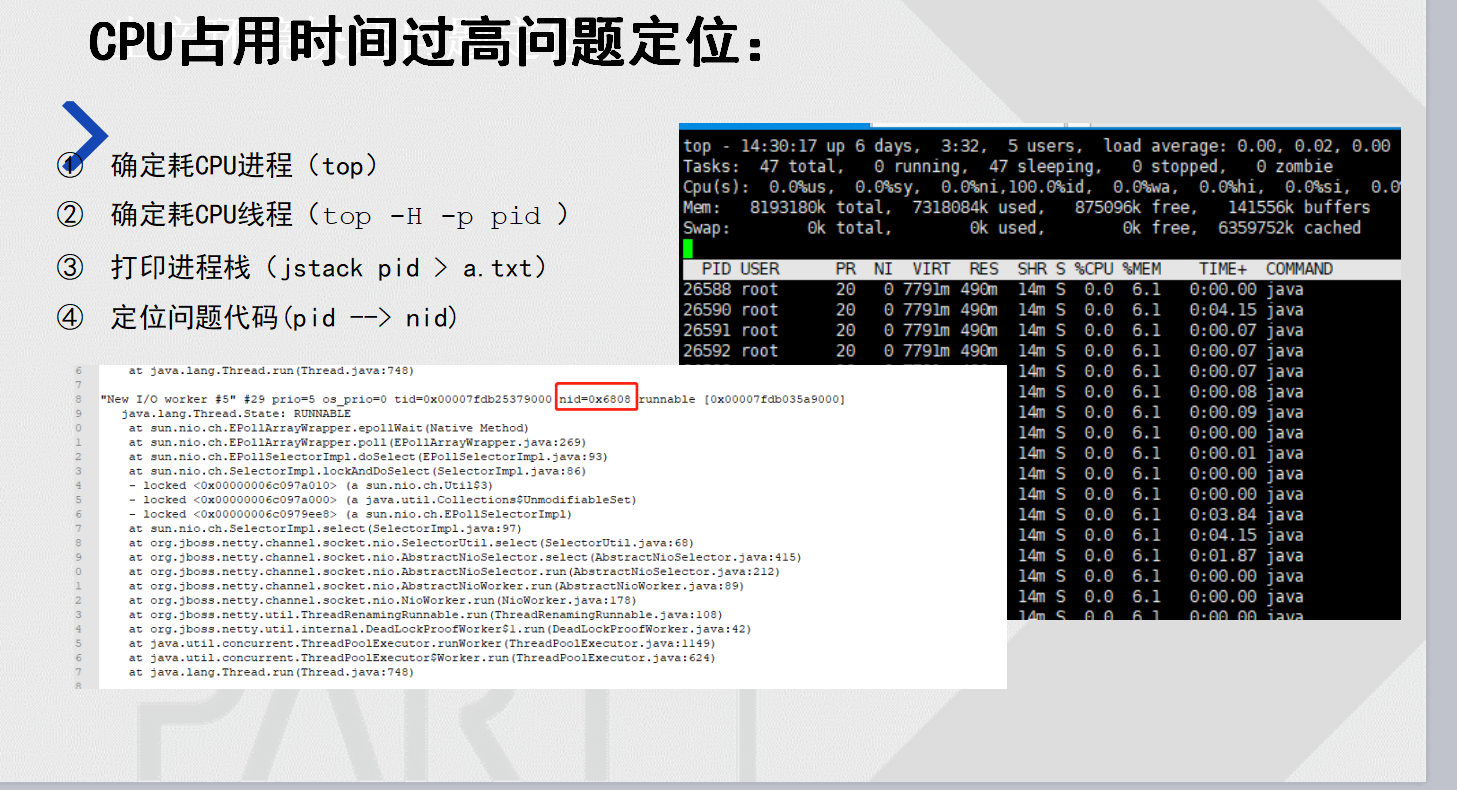 CPU占用时间过高问题定位：
① 确定耗CPU进程（top）
② 确定耗CPU线程（top -H -p pid ）
③ 打印进程栈（jstack pid > a.txt）
④ 定位问题代码(pid --> nid)
top - 14:30:17 up 6 days,  3:32,  5 users,  load average: 0.00, 0.02, 0.00
Tasks:  47 total,   0 running,  47 sleeping,   0 stopped,   0 zombie
Cpu(s):  0.0%us,  0.0%sy,  0.0%ni,100.0%id,  0.0%wa,  0.0%hi,  0.0%si,  0.0
Mem:   8193180k total,  7318084k used,   875096k free,   141556k buffers
Swap:        0k total,        0k used,        0k free,  6359752k cached
PID USER      PR  NI  VIRT  RES  SHR S %CPU %MEM    TIME+  COMMAND
26588 root      20   0 7791m 490m  14m S  0.0  6.1   0:00.00 java
26590 root      20   0 7791m 490m  14m S  0.0  6.1   0:04.15 java
26591 root      20   0 7791m 490m  14m S  0.0  6.1   0:00.07 java
26592 root      20   0 7791m 490m  14m S  0.0  6.1   0:00.07 java
14m S  0.0  6.1   0:00.07 java
14m S  0.0  6.1   0:00.08 java
14m S  0.0  6.1   0:00.09 java
14m S  0.0  6.1   0:00.00 java
14m S  0.0  6.1   0:00.01 java
14m S  0.0  6.1   0:00.00 java
14m S  0.0  6.1   0:00.00 java
14m S  0.0  6.1   0:03.84 java
14m S  0.0  6.1   0:04.15 java
14m S  0.0  6.1   0:01.87 java
14m S  0.0  6.1   0:00.00 java
14m S  0.0  6.1   0:00.00 java
14m S  0.0  6.1   0:00.00 java
6 at java.lang.Thread.run(Thread.java:748)
7
8 "New I/O worker #5" #29 prio=5 os_prio=0 tid=0x00007fdb25379000 nid=0x6808 runnable [0x00007fdb035a9000]
9 java.lang.Thread.State: RUNNABLE
0 at sun.nio.ch.EPollArrayWrapper.epollWait(Native Method)
1 at sun.nio.ch.EPollArrayWrapper.poll(EPollArrayWrapper.java:269)
2 at sun.nio.ch.EPollSelectorImpl.doSelect(EPollSelectorImpl.java:93)
3 at sun.nio.ch.SelectorImpl.lockAndDoSelect(SelectorImpl.java:86)
4 - locked <0x00000006c097a010> (a sun.nio.ch.Util$3)
5 - locked <0x00000006c097a000> (a java.util.Collections$UnmodifiableSet)
6 - locked <0x00000006c0979ee8> (a sun.nio.ch.EPollSelectorImpl)
7 at sun.nio.ch.SelectorImpl.select(SelectorImpl.java:97)
8 at org.jboss.netty.channel.socket.nio.SelectorUtil.select(SelectorUtil.java:68)
9 at org.jboss.netty.channel.socket.nio.AbstractNioSelector.select(AbstractNioSelector.java:415)
0 at org.jboss.netty.channel.socket.nio.AbstractNioSelector.run(AbstractNioSelector.java:212)
1 at org.jboss.netty.channel.socket.nio.AbstractNioWorker.run(AbstractNioWorker.java:89)
2 at org.jboss.netty.channel.socket.nio.NioWorker.run(NioWorker.java:178)
3 at org.jboss.netty.util.ThreadRenamingRunnable.run(ThreadRenamingRunnable.java:108)
4 at org.jboss.netty.util.internal.DeadLockProofWorker$1.run(DeadLockProofWorker.java:42)
5 at java.util.concurrent.ThreadPoolExecutor.runWorker(ThreadPoolExecutor.java:1149)
6 at java.util.concurrent.ThreadPoolExecutor$Worker.run(ThreadPoolExecutor.java:624)
7 at java.lang.Thread.run(Thread.java:748)
8
PART 1